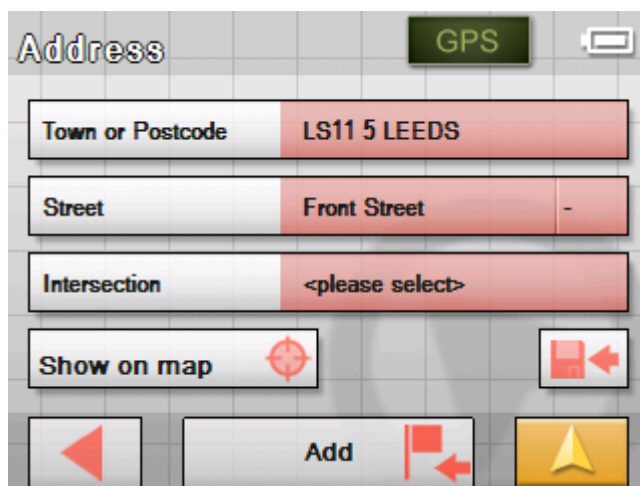 Address GPS
Town or Postcode LS11 5 LEEDS
Street Front Street -
Intersection <please select>
Show on map
Add